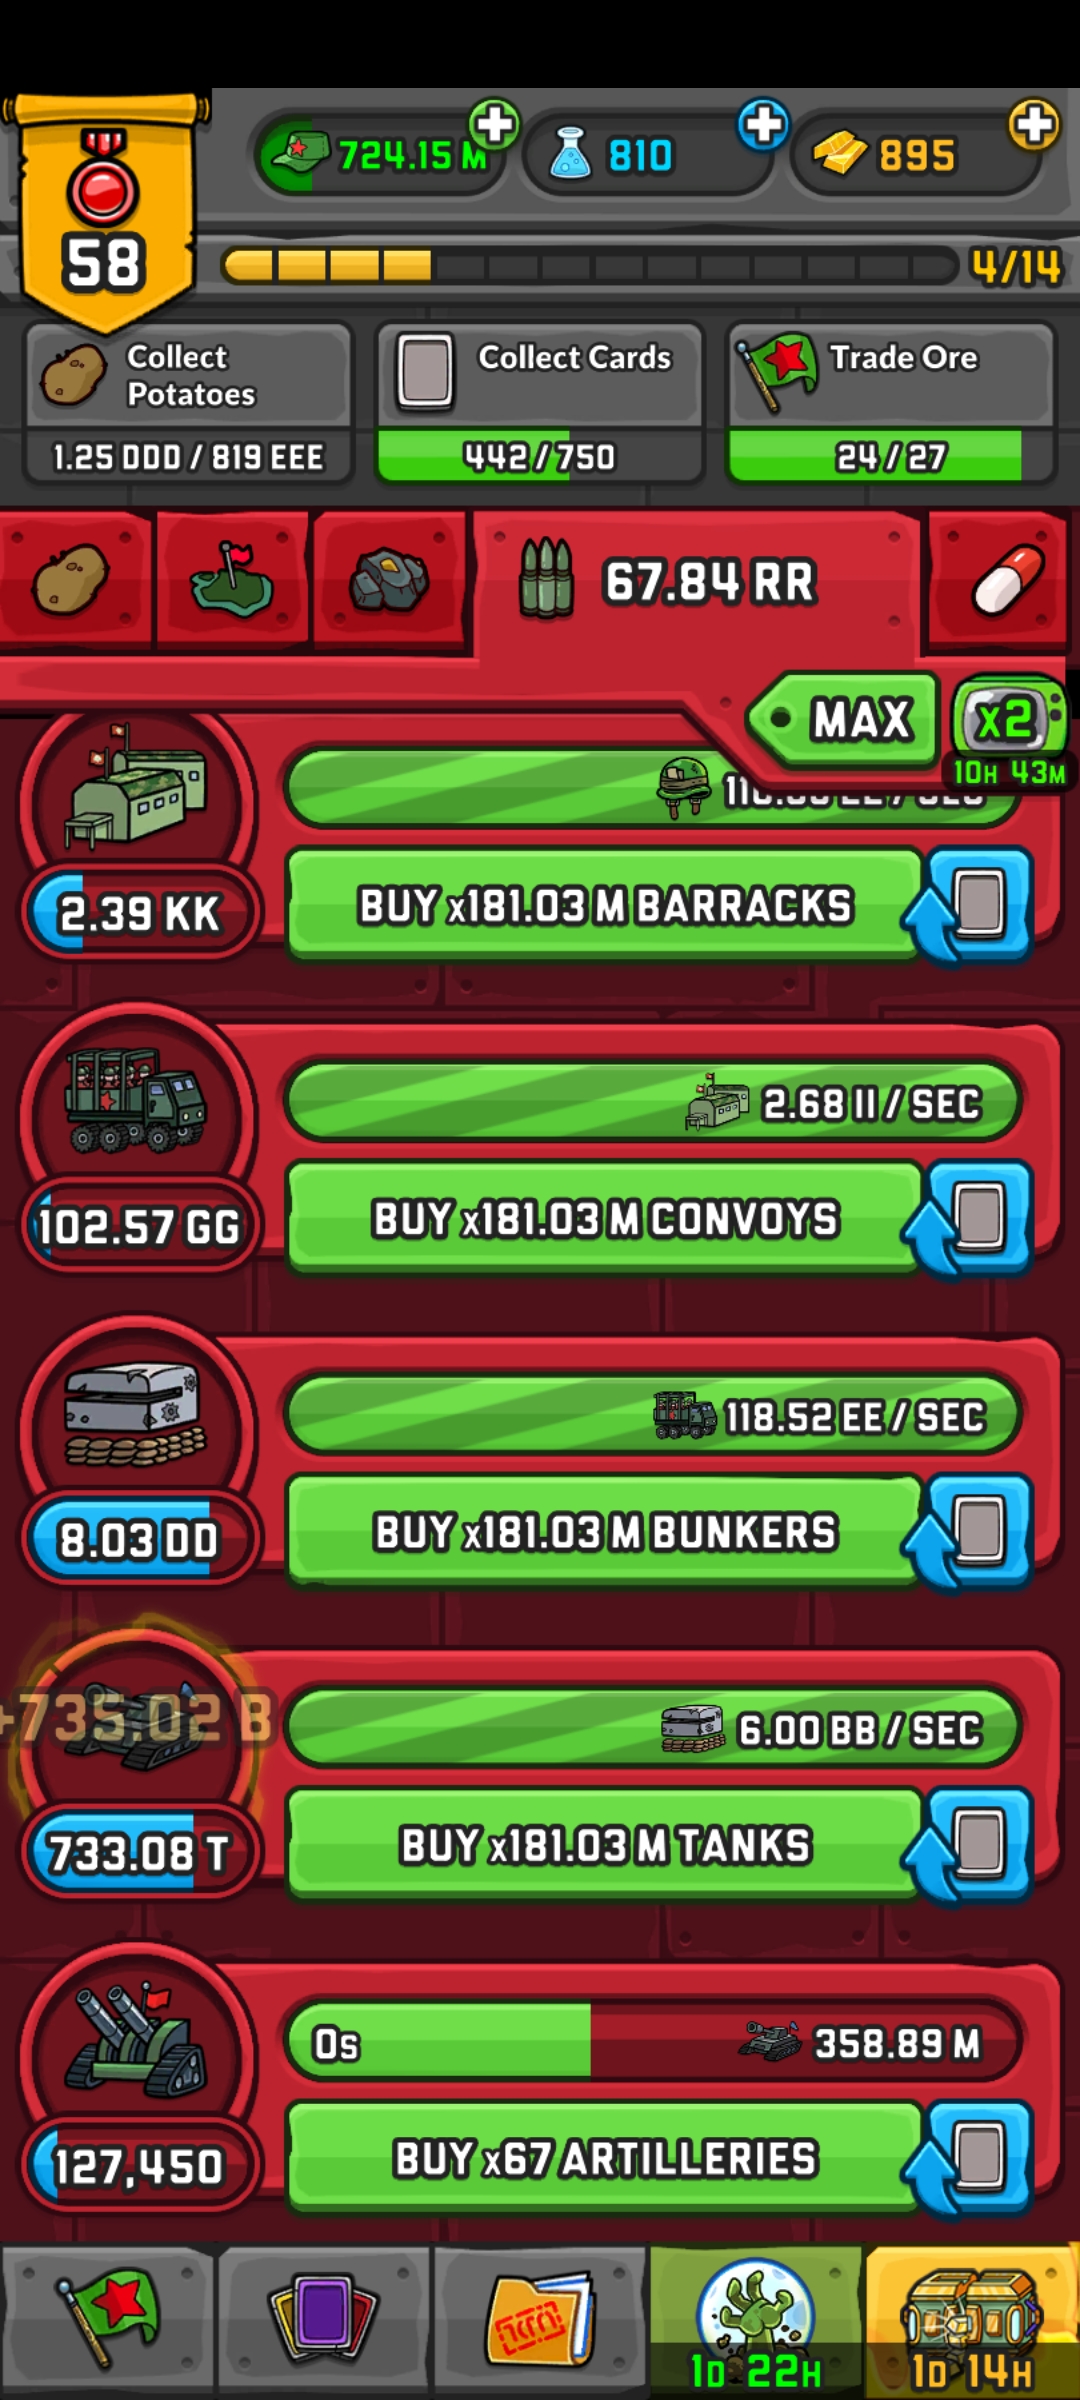 58
724.15 M
810
895
4/14
Collect
Potatoes
1.25 DDD / 819 EEE
Collect Cards
442/750
Trade Ore
24/27
67.84 RR
MAX
x2
10H 43M
2.39 KK
BUY x181.03 M BARRACKS
2.68 II / SEC
102.57 GG
BUY x181.03 M CONVOYS
118.52 EE / SEC
8.03 DD
BUY x181.03 M BUNKERS
+735.02 B
6.00 BB / SEC
733.08 T
BUY x181.03 M TANKS
0s
358.89 M
127,450
BUY x67 ARTILLERIES
1D 22H
1D 14H